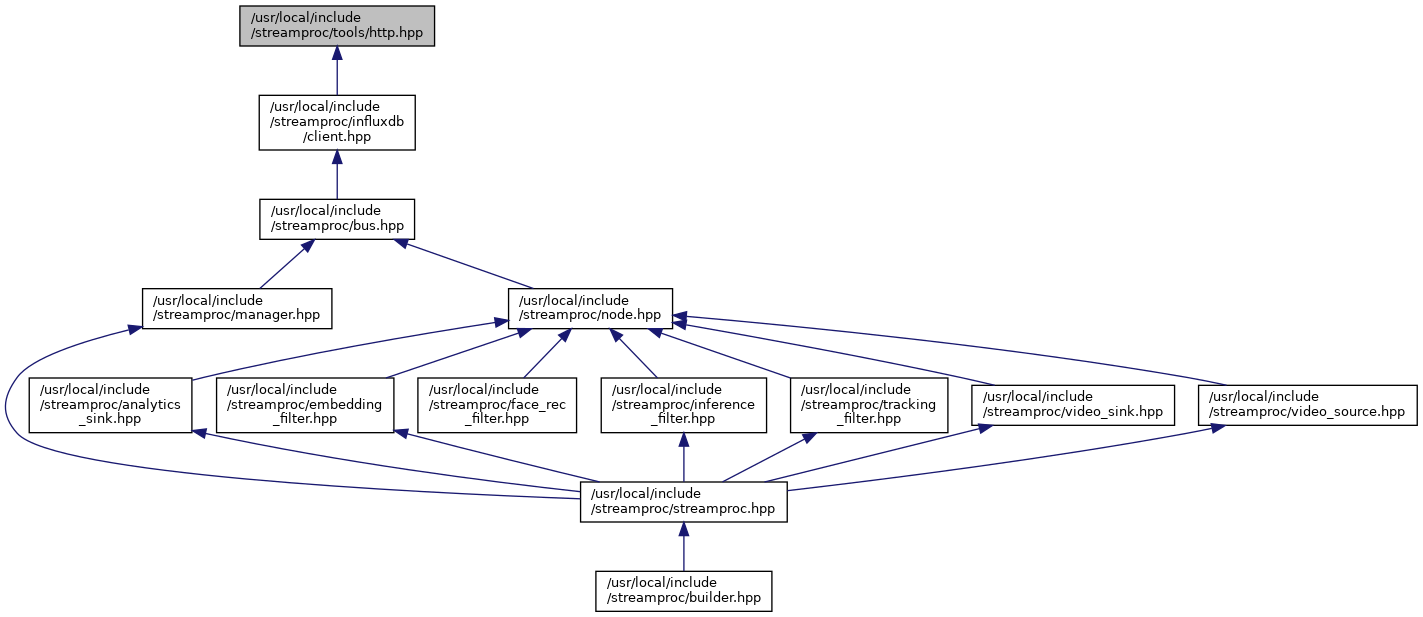 /usr/local/include
/streamproc/tools/http.hpp
/usr/local/include
/streamproc/influxdb
/client.hpp
/usr/local/include
/streamproc/bus.hpp
/usr/local/include
/streamproc/manager.hpp
/usr/local/include
/streamproc/node.hpp
/usr/local/include
/streamproc/analytics
_sink.hpp
/usr/local/include
/streamproc/embedding
_filter.hpp
/usr/local/include
/streamproc/face_rec
_filter.hpp
/usr/local/include
/streamproc/inference
_filter.hpp
/usr/local/include
/streamproc/tracking
_filter.hpp
/usr/local/include
/streamproc/video_sink.hpp
/usr/local/include
/streamproc/video_source.hpp
/usr/local/include
/streamproc/streamproc.hpp
/usr/local/include
/streamproc/builder.hpp